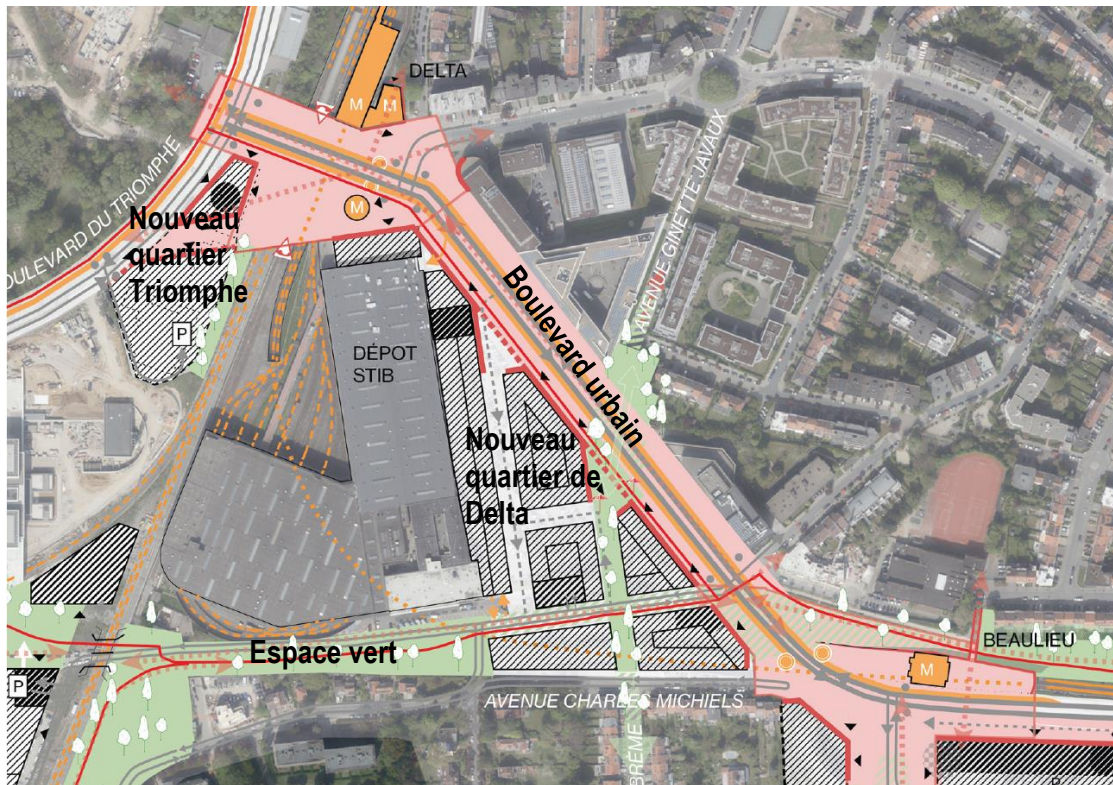 DELTA
M
M
M
BOULEVARD DU TRIOMPHE
Nouveau
quartier
Triomphe
P
DÉPOT
STIB
Boulevard urbain
AVENUE GINETTE JAVAUX
Nouveau
quartier de
Delta
Espace vert
P
BEAULIEU
M
AVENUE CHARLES MICHIELS
BRÈME